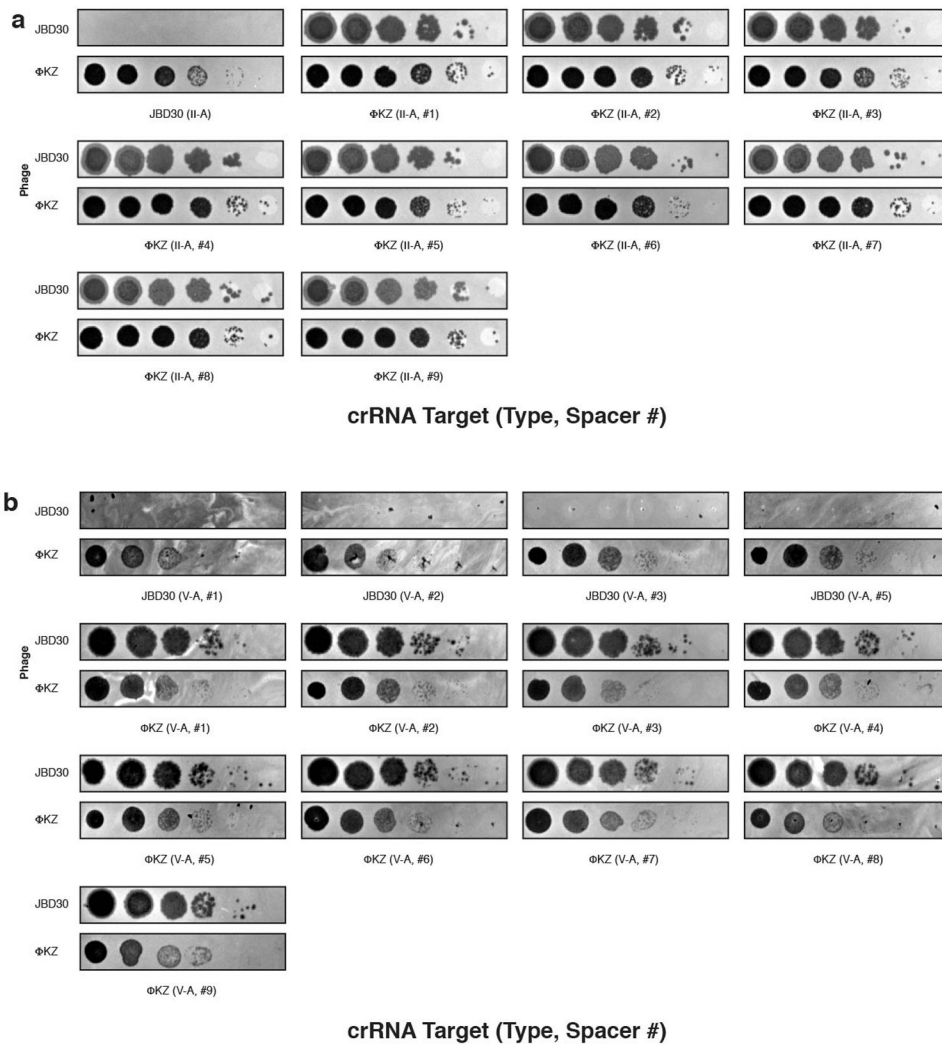 a
JBD30
ΦKZ
JBD30 (II-A)
ΦKZ (II-A, #1)
ΦKZ (II-A, #2)
ΦKZ (II-A, #3)
Phage
JBD30
ΦKZ
ΦKZ (II-A, #4)
ΦKZ (II-A, #5)
ΦKZ (II-A, #6)
ΦKZ (II-A, #7)
JBD30
ΦKZ
ΦKZ (II-A, #8)
ΦKZ (II-A, #9)
crRNA Target (Type, Spacer #)
b
JBD30
ΦKZ
JBD30 (V-A, #1)
JBD30 (V-A, #2)
JBD30 (V-A, #3)
JBD30 (V-A, #5)
Phage
JBD30
ΦKZ
ΦKZ (V-A, #1)
ΦKZ (V-A, #2)
ΦKZ (V-A, #3)
ΦKZ (V-A, #4)
JBD30
ΦKZ
ΦKZ (V-A, #5)
ΦKZ (V-A, #6)
ΦKZ (V-A, #7)
ΦKZ (V-A, #8)
JBD30
ΦKZ
ΦKZ (V-A, #9)
crRNA Target (Type, Spacer #)